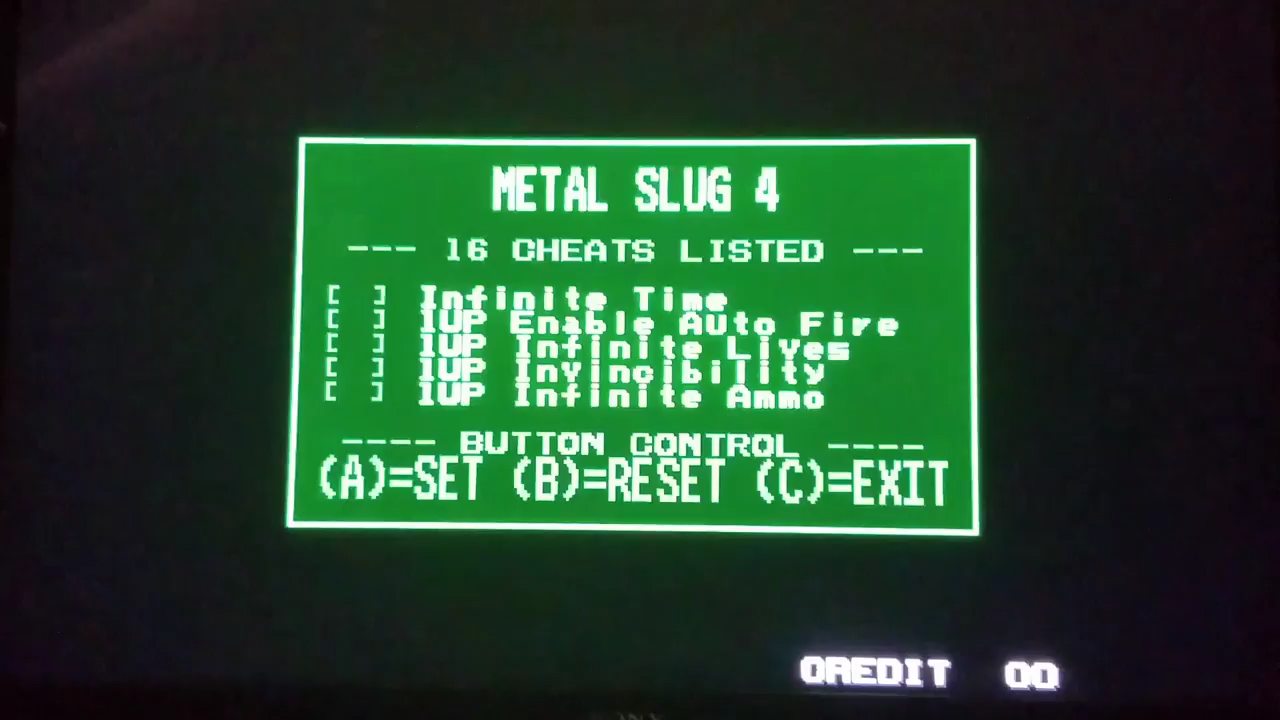 METAL SLUG 4
--- 16 CHEATS LISTED ---
[ ] Infinite Time
[ ] 1UP Enable Auto Fire
[ ] 1UP Infinite Lives
[ ] 1UP Invincibility
[ ] 1UP Infinite Ammo
---- BUTTON CONTROL ----
(A)=SET (B)=RESET (C)=EXIT
CREDIT 00